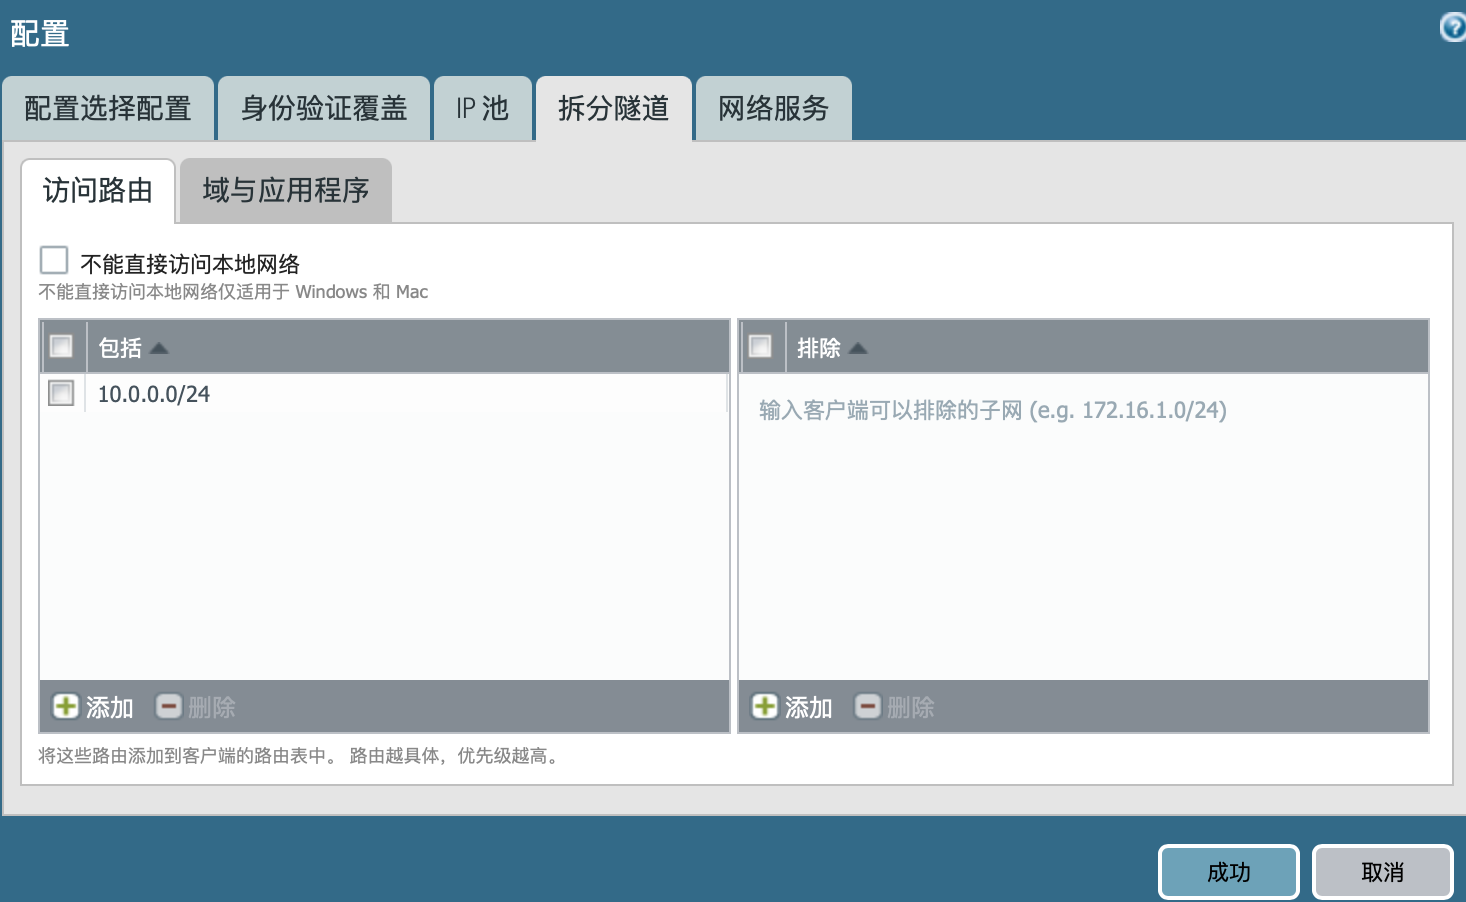 配置
配置选择配置 身份验证覆盖 IP 池 拆分隧道 网络服务
访问路由 域与应用程序
不能直接访问本地网络
不能直接访问本地网络仅适用于 Windows 和 Mac
包括
10.0.0.0/24
添加 删除
排除
输入客户端可以排除的子网 (e.g. 172.16.1.0/24)
添加 删除
将这些路由添加到客户端的路由表中。 路由越具体，优先级越高。
成功 取消